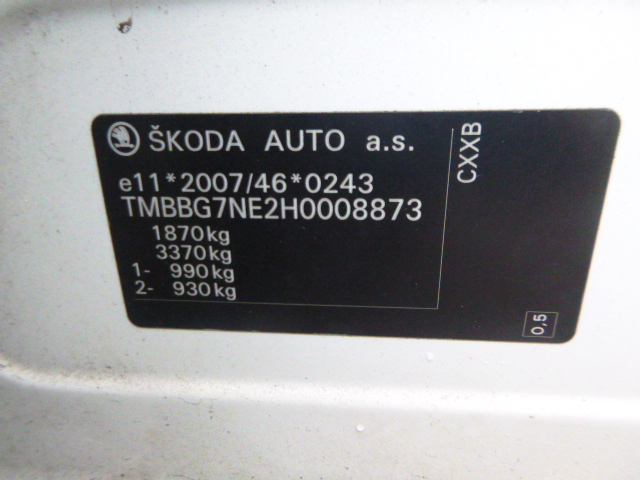 ŠKODA AUTO a.s.
e11*2007/46*0243
TMBBG7NE2H0008873
1870kg
3370kg
1- 990kg
2- 930kg
CXXB
0,5